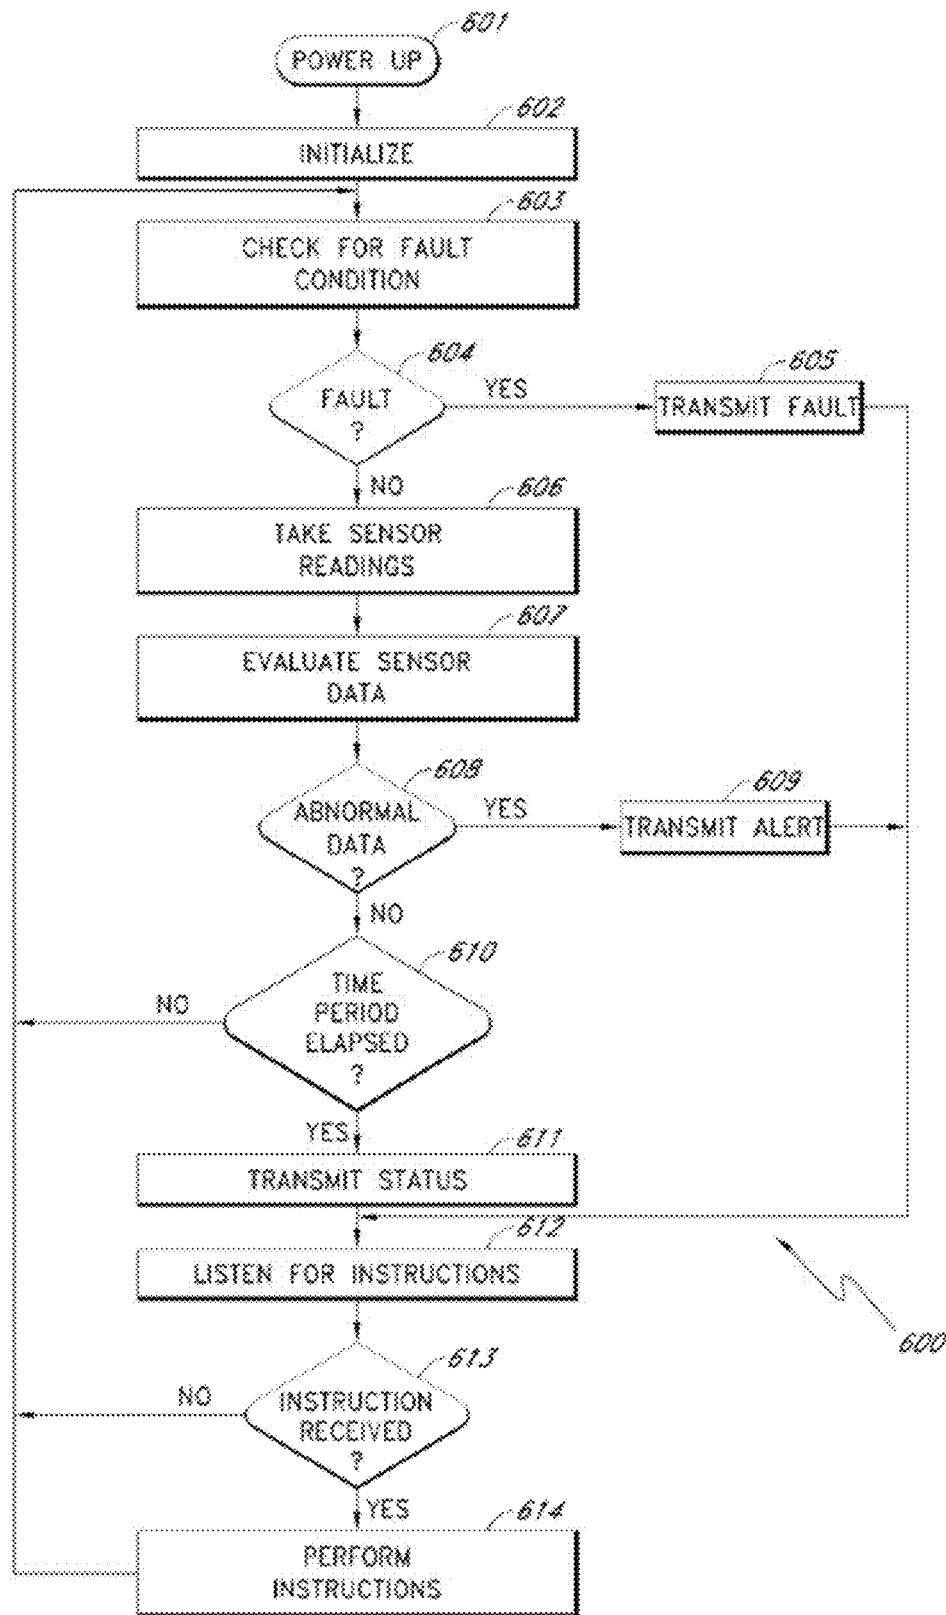 601
POWER UP
602
INITIALIZE
603
CHECK FOR FAULT
CONDITION
604
FAULT
?
YES
605
TRANSMIT FAULT
NO
606
TAKE SENSOR
READINGS
607
EVALUATE SENSOR
DATA
608
ABNORMAL
DATA
?
YES
609
TRANSMIT ALERT
NO
610
TIME
PERIOD
ELAPSED
?
NO
YES
611
TRANSMIT STATUS
612
LISTEN FOR INSTRUCTIONS
600
613
INSTRUCTION
RECEIVED
?
NO
YES
614
PERFORM
INSTRUCTIONS